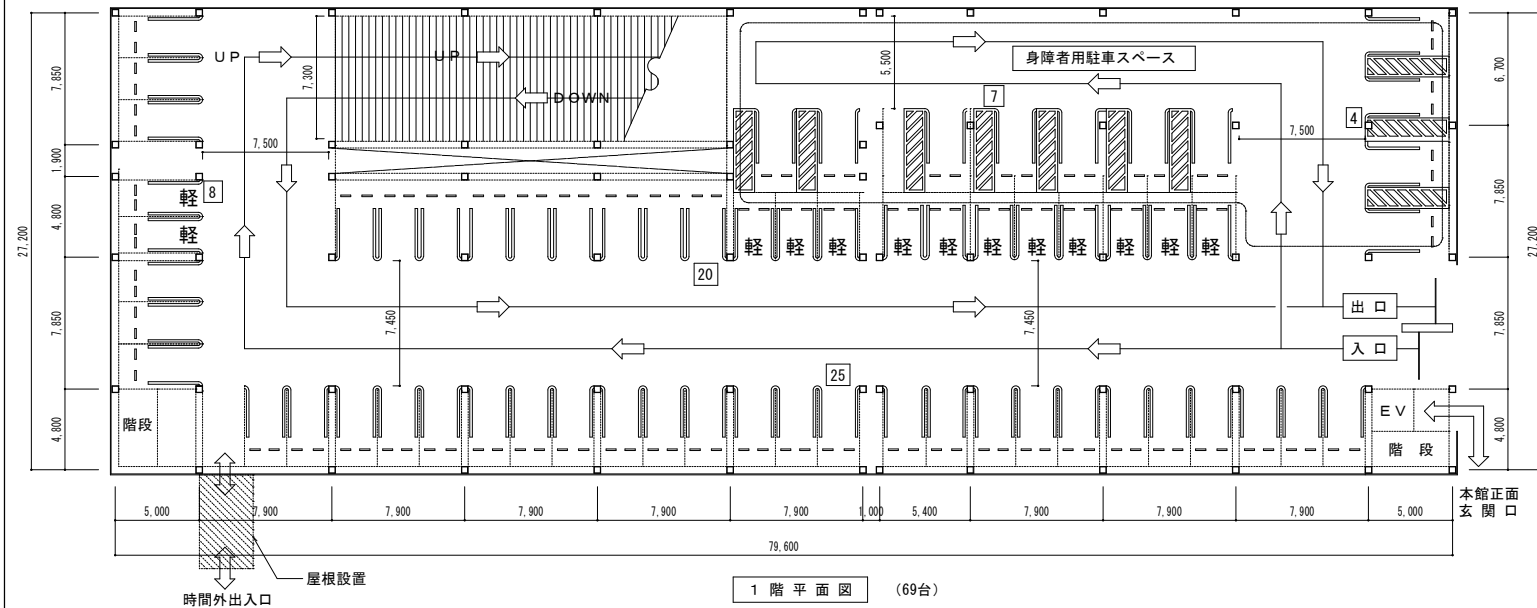 UP
UP
DOWN
身障者用駐車スペース
7,300
5,500
7
4
7,500
7,500
8
軽
軽
軽 軽 軽 軽 軽 軽 軽 軽 軽 軽 軽
20
7,450
7,450
出口
入口
25
階段
EV
階段
7,850
1,900
4,800
7,850
4,800
27,200
6,700
7,850
7,850
4,800
27,200
5,000
7,900
7,900
7,900
7,900
7,900
1,000
5,400
7,900
7,900
7,900
5,000
79,600
本館正面
玄関口
屋根設置
時間外出入口
1階平面図 (69台)